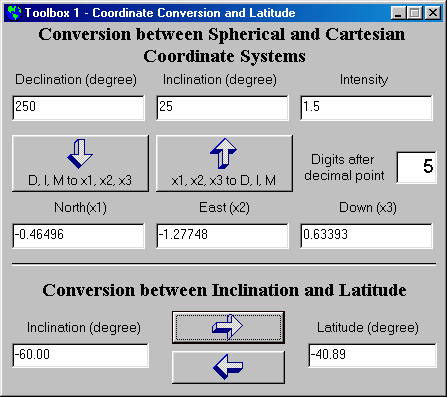 Toolbox 1 - Coordinate Conversion and Latitude
Conversion between Spherical and Cartesian
Coordinate Systems
Declination (degree) Inclination (degree) Intensity
250 25 1.5
D, I, M to x1, x2, x3 x1, x2, x3 to D, I, M
Digits after
decimal point 5
North(x1) East (x2) Down (x3)
-0.46496 -1.27748 0.63393
Conversion between Inclination and Latitude
Inclination (degree) Latitude (degree)
-60.00 -40.89